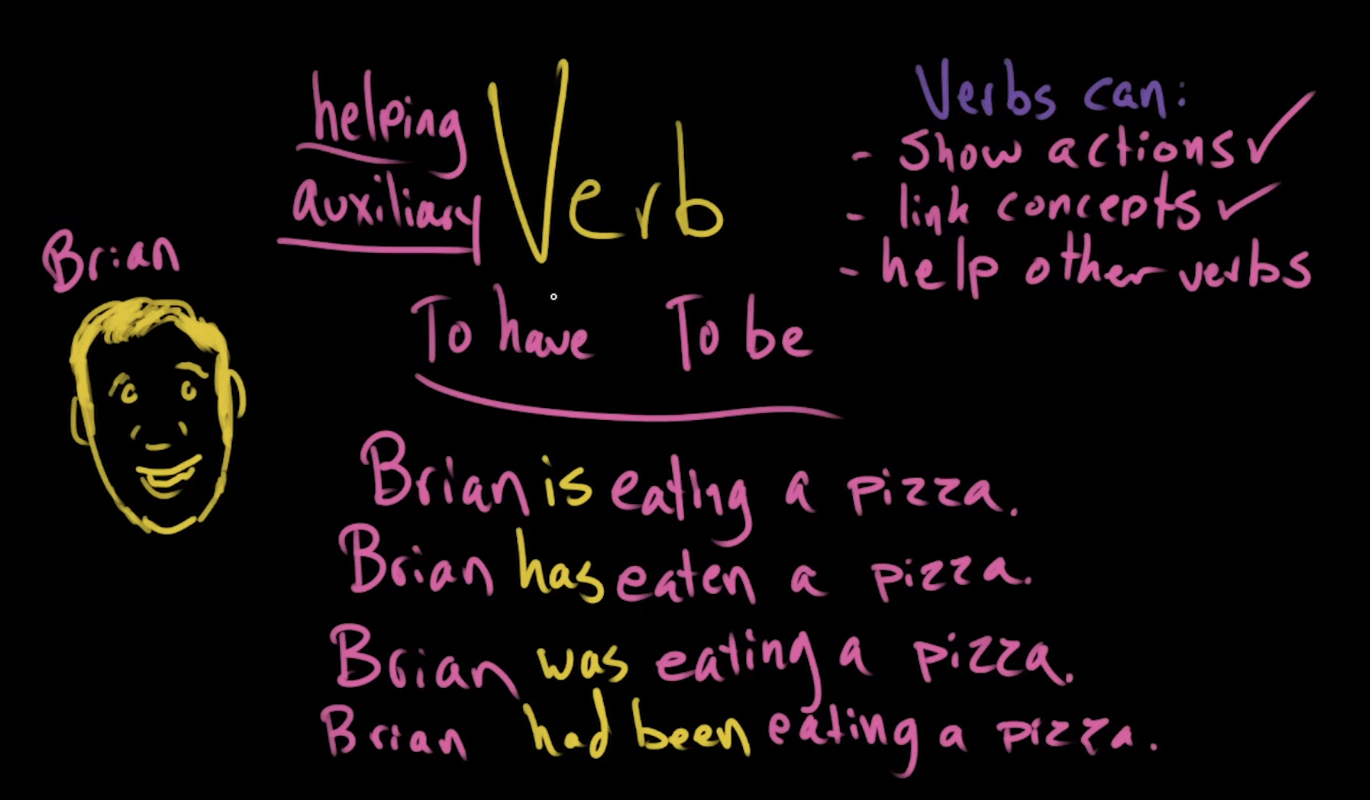 helping
auxiliary
Verb
To have To be
Verbs can:
- show actions
- link concepts
- help other verbs
Brian
Brian is eating a pizza.
Brian has eaten a pizza.
Brian was eating a pizza.
Brian had been eating a pizza.